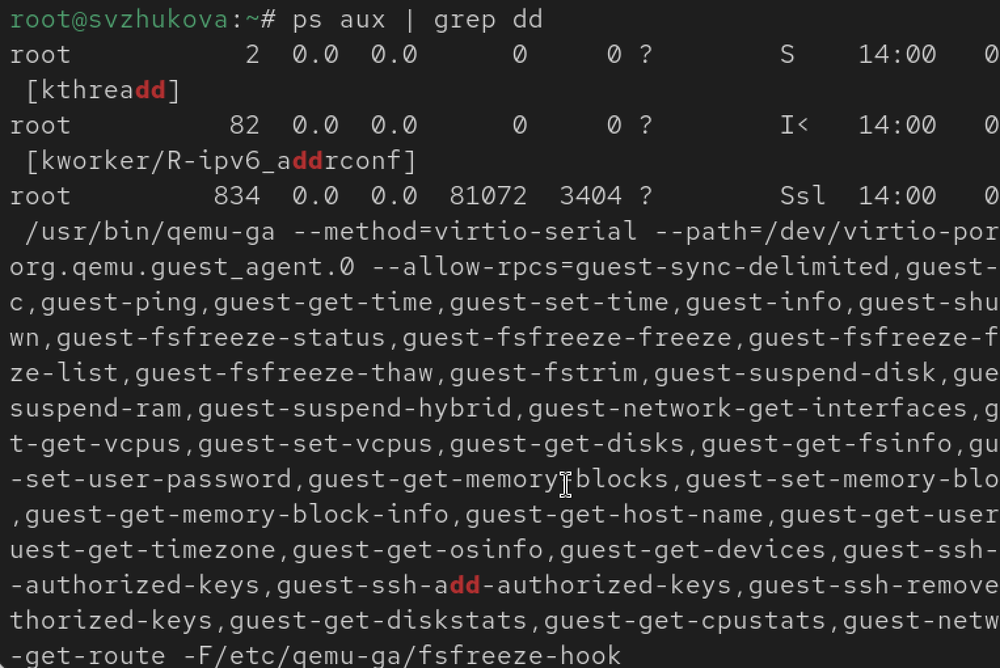 root@svzhukova:~# ps aux | grep dd
root           2  0.0  0.0      0     0 ?        S    14:00   0
 [kthreadd]
root          82  0.0  0.0      0     0 ?        I<   14:00   0
 [kworker/R-ipv6_addrconf]
root         834  0.0  0.0  81072  3404 ?        Ssl  14:00   0
 /usr/bin/qemu-ga --method=virtio-serial --path=/dev/virtio-por
org.qemu.guest_agent.0 --allow-rpcs=guest-sync-delimited,guest-
c,guest-ping,guest-get-time,guest-set-time,guest-info,guest-shu
wn,guest-fsfreeze-status,guest-fsfreeze-freeze,guest-fsfreeze-f
ze-list,guest-fsfreeze-thaw,guest-fstrim,guest-suspend-disk,gue
suspend-ram,guest-suspend-hybrid,guest-network-get-interfaces,g
t-get-vcpus,guest-set-vcpus,guest-get-disks,guest-get-fsinfo,gu
-set-user-password,guest-get-memory-blocks,guest-set-memory-blo
,guest-get-memory-block-info,guest-get-host-name,guest-get-user
uest-get-timezone,guest-get-osinfo,guest-get-devices,guest-ssh-
-authorized-keys,guest-ssh-add-authorized-keys,guest-ssh-remove
thorized-keys,guest-get-diskstats,guest-get-cpustats,guest-netw
-get-route -F/etc/qemu-ga/fsfreeze-hook